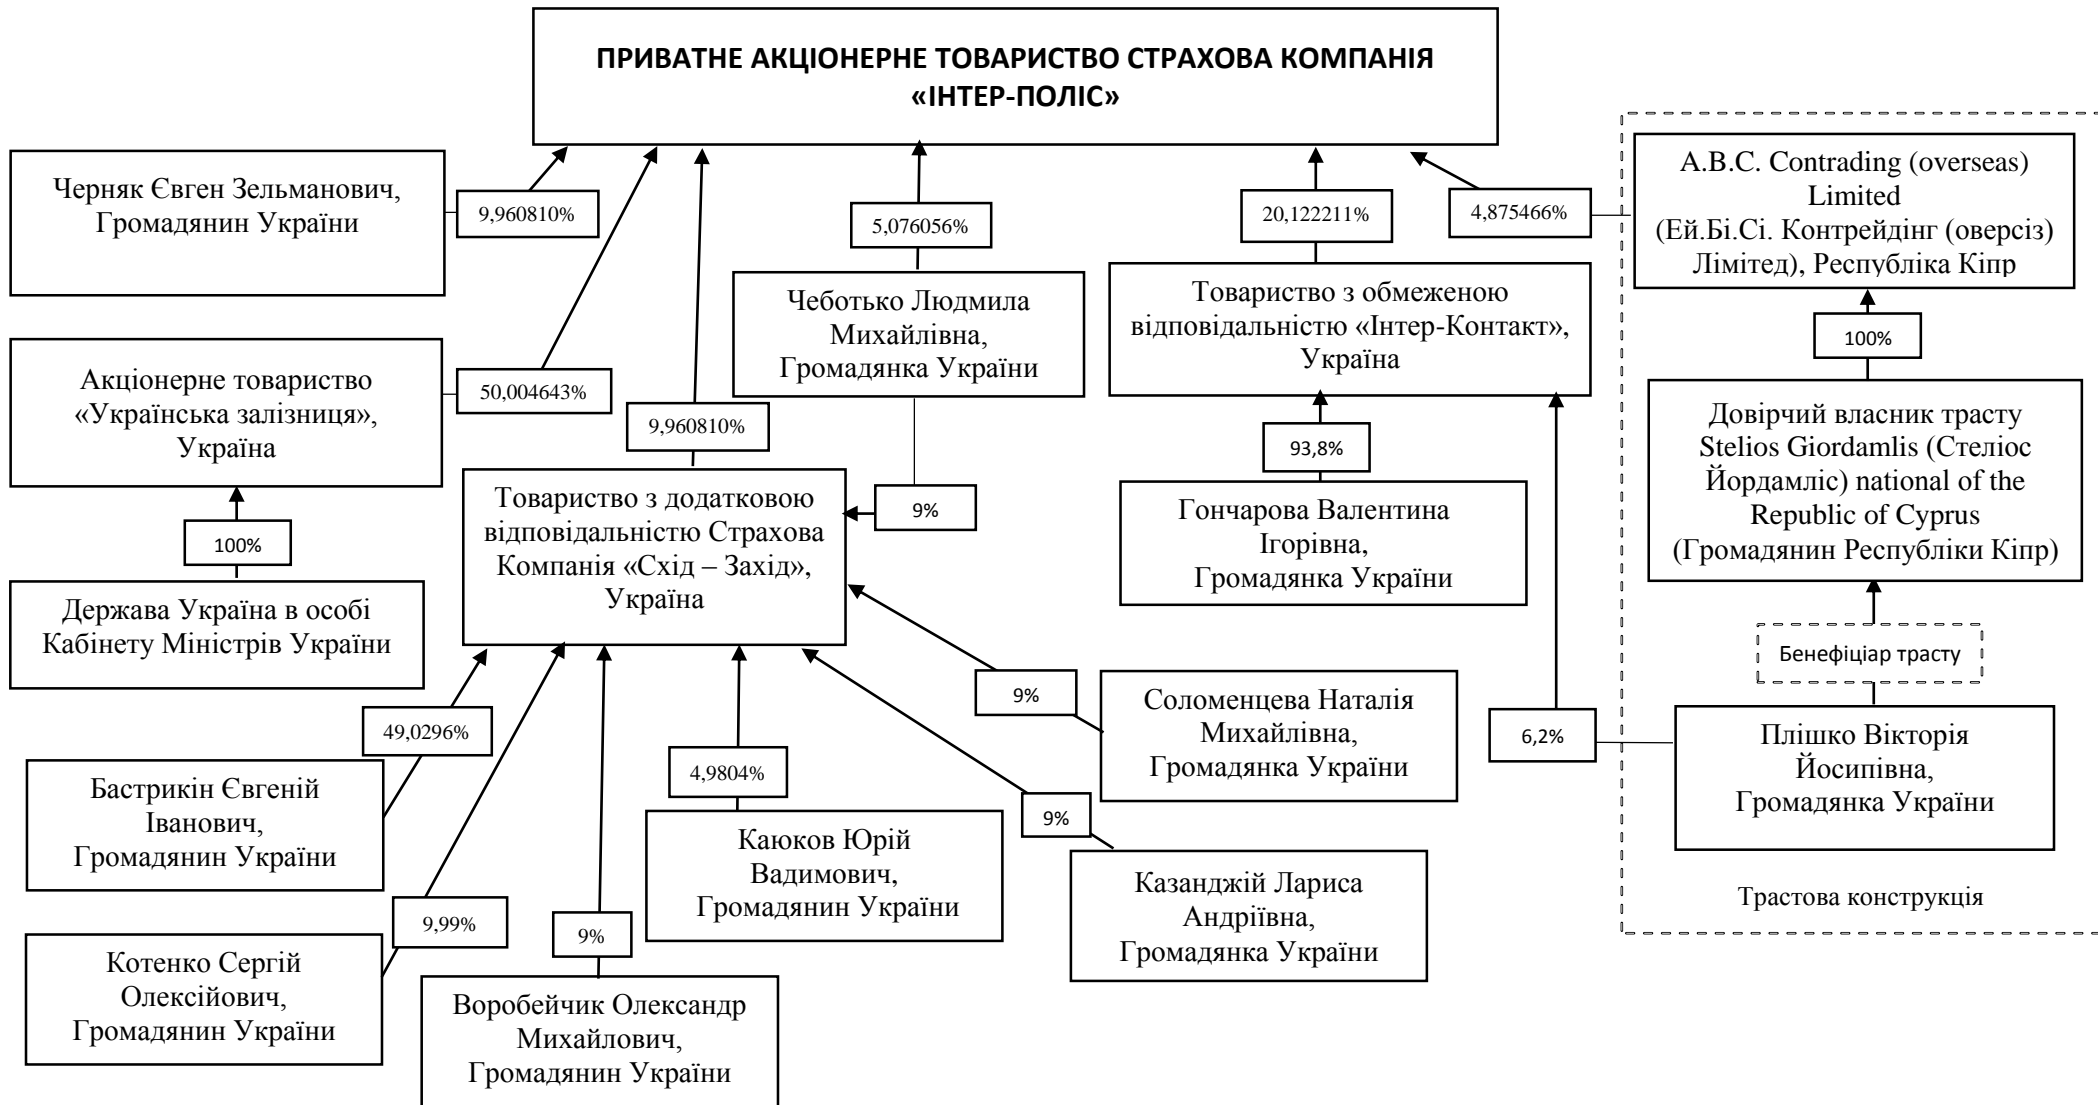 ПРИВАТНЕ АКЦІОНЕРНЕ ТОВАРИСТВО СТРАХОВА КОМПАНІЯ
«ІНТЕР-ПОЛІС»
Черняк Євген Зельманович,
Громадянин України
9,960810%
5,076056%
20,122211%
4,875466%
A.B.C. Contrading (overseas)
Limited
(Ей.Бі.Сі. Контрейдінг (оверсіз)
Лімітед), Республіка Кіпр
Чеботько Людмила
Михайлівна,
Громадянка України
Товариство з обмеженою
відповідальністю «Інтер-Контакт»,
Україна
100%
Акціонерне товариство
«Українська залізниця»,
Україна
50,004643%
9,960810%
93,8%
Довірчий власник трасту
Stelios Giordamlis (Стеліос
Йордамліс) national of the
Republic of Cyprus
(Громадянин Республіки Кіпр)
Товариство з додатковою
відповідальністю Страхова
Компанія «Схід – Захід»,
Україна
9%
Гончарова Валентина
Ігорівна,
Громадянка України
100%
Держава Україна в особі
Кабінету Міністрів України
Бенефіціар трасту
49,0296%
9%
Соломенцева Наталія
Михайлівна,
Громадянка України
6,2%
Плішко Вікторія
Йосипівна,
Громадянка України
4,9804%
Бастрикін Євгеній
Іванович,
Громадянин України
9%
Каюков Юрій
Вадимович,
Громадянин України
Казанджій Лариса
Андріївна,
Громадянка України
Трастова конструкція
9,99%
9%
Котенко Сергій
Олексійович,
Громадянин України
Воробейчик Олександр
Михайлович,
Громадянин України